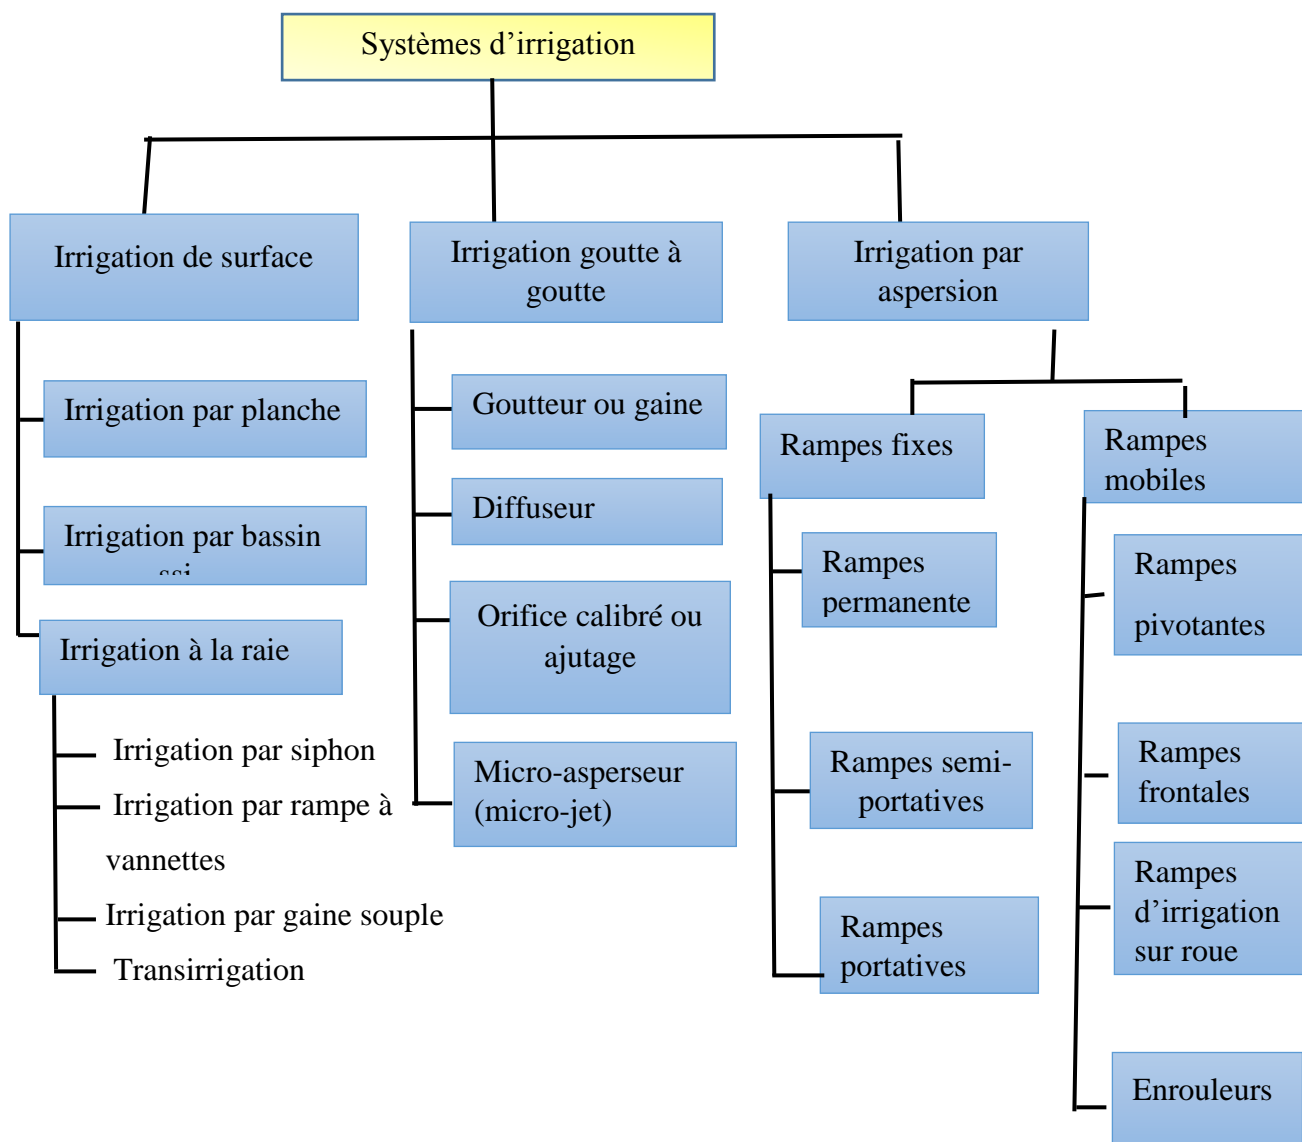 Systèmes d’irrigation
Irrigation de surface
Irrigation par planche
Irrigation par bassin
Irrigation à la raie
Irrigation par siphon
Irrigation par rampe à
vannettes
Irrigation par gaine souple
Transirrigation
Irrigation goutte à
goutte
Goutteur ou gaine
Diffuseur
Orifice calibré ou
ajutage
Micro-asperseur
(micro-jet)
Irrigation par
aspersion
Rampes fixes
Rampes
permanente
Rampes semi-
portatives
Rampes
portatives
Rampes
mobiles
Rampes
pivotantes
Rampes
frontales
Rampes
d’irrigation
sur roue
Enrouleurs